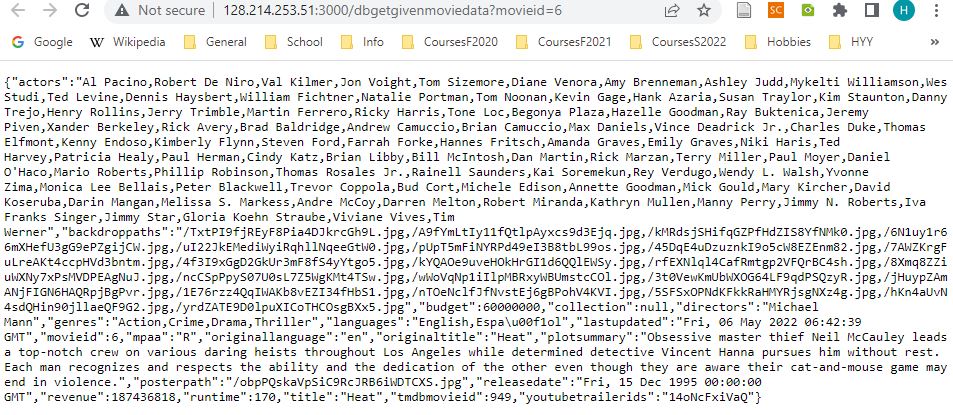 Not secure | 128.214.253.51:3000/dbgetgivenmoviedata?movieid=6
SC
H
Google Wikipedia General School Info CoursesF2020 CoursesF2021 CoursesS2022 Hobbies HYY »
{"actors":"Al Pacino,Robert De Niro,Val Kilmer,Jon Voight,Tom Sizemore,Diane Venora,Amy Brenneman,Ashley Judd,Mykelti Williamson,Wes
Studi,Ted Levine,Dennis Haysbert,William Fichtner,Natalie Portman,Tom Noonan,Kevin Gage,Hank Azaria,Susan Traylor,Kim Staunton,Danny
Trejo,Henry Rollins,Jerry Trimble,Martin Ferrero,Ricky Harris,Tone Loc,Begonya Plaza,Hazelle Goodman,Ray Buktenica,Jeremy
Piven,Xander Berkeley,Rick Avery,Brad Baldridge,Andrew Camuccio,Brian Camuccio,Max Daniels,Vince Deadrick Jr.,Charles Duke,Thomas
Elfmont,Kenny Endoso,Kimberly Flynn,Steven Ford,Farrah Forke,Hannes Fritsch,Amanda Graves,Emily Graves,Niki Haris,Ted
Harvey,Patricia Healy,Paul Herman,Cindy Katz,Brian Libby,Bill McIntosh,Dan Martin,Rick Marzan,Terry Miller,Paul Moyer,Daniel
O'Haco,Mario Roberts,Phillip Robinson,Thomas Rosales Jr.,Rainell Saunders,Kai Soremekun,Rey Verdugo,Wendy L. Walsh,Yvonne
Zima,Monica Lee Bellais,Peter Blackwell,Trevor Coppola,Bud Cort,Michele Edison,Annette Goodman,Mick Gould,Mary Kircher,David
Koseruba,Darin Mangan,Melissa S. Markess,Andre McCoy,Darren Melton,Robert Miranda,Kathryn Mullen,Manny Perry,Jimmy N. Roberts,Iva
Franks Singer,Jimmy Star,Gloria Koehn Straube,Viviane Vives,Tim
Werner","backdroppaths":"/TxtPI9fjREyF8Pia4DJkrcGh9L.jpg,/A9fYmLtIy11fQtlpAyxcs9d3Ejq.jpg,/kMRdsjSHifqGZPfHdZIS8YfNMk0.jpg,/6N1uy1r6
6mXHefU3gG9ePZgijCW.jpg,/uI22JkEMediWyiRqhllNqeeGtW0.jpg,/pUpT5mFiNYRPd49eI3B8tbL99os.jpg,/45DqE4uDzuznkI9o5cW8EZEnm82.jpg,/7AWZKrgF
uLreAKt4ccpHVd3bntm.jpg,/4f3I9xGgD2GkUr3mF8fS4yYtgo5.jpg,/kYQAOe9uveHOkHrGI1d6QQlEWSy.jpg,/rfEXNlql4CafRmtgp2VFQrBC4sh.jpg,/8Xmq8ZZi
uWXNy7xPsMVDPEAgNuJ.jpg,/ncCSpPpyS07U0sL7Z5WgKMt4TSw.jpg,/wWoVqNp1iIlpMBRxyWBUmstcCOl.jpg,/3t0VewKmUbWXOG64LF9qdPSQzyR.jpg,/jHuypZAm
ANjFIGN6HAQRpjBgPvr.jpg,/1E76rzz4QqIWAKb8vEZI34fHbS1.jpg,/nTOeNclfJfNvstEj6gBPohV4KVI.jpg,/5SFSxOPNdKFkkRaHMYRjsgNXz4g.jpg,/hKn4aUvN
4sdQHin90jllaeQF9G2.jpg,/yrdZATE9D0lpuXICoTHCOsgBXx5.jpg","budget":60000000,"collection":null,"directors":"Michael
Mann","genres":"Action,Crime,Drama,Thriller","languages":"English,Espa\u00f1ol","lastupdated":"Fri, 06 May 2022 06:42:39
GMT","movieid":6,"mpaa":"R","originallanguage":"en","originaltitle":"Heat","plotsummary":"Obsessive master thief Neil McCauley leads
a top-notch crew on various daring heists throughout Los Angeles while determined detective Vincent Hanna pursues him without rest.
Each man recognizes and respects the ability and the dedication of the other even though they are aware their cat-and-mouse game may
end in violence.","posterpath":"/obpPQskaVpSiC9RcJRB6iWDTCXS.jpg","releasedate":"Fri, 15 Dec 1995 00:00:00
GMT","revenue":187436818,"runtime":170,"title":"Heat","tmdbmovieid":949,"youtubetrailerids":"14oNcFxiVaQ"}